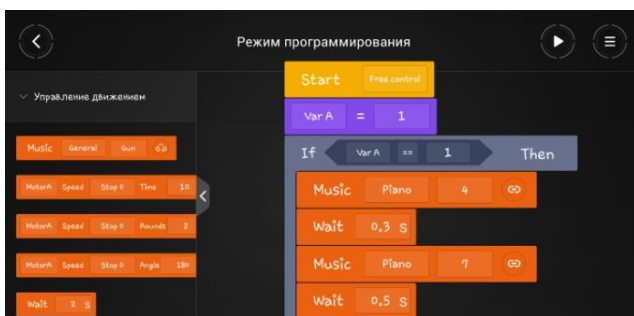 Режим программирования
Управление движением
Music General Gun
MotorA Speed Stop 0 Time 10
MotorA Speed Stop 0 Rounds 2
MotorA Speed Stop 0 Angle 180
Wait 2 S
Start Free control
Var A = 1
If Var A == 1 Then
Music Piano 4
Wait 0.3 S
Music Piano 7
Wait 0.5 S